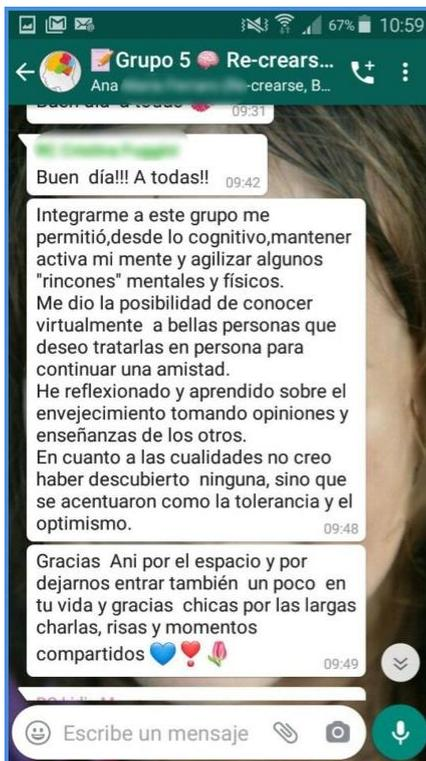 67% 10:59
Grupo 5 Re-crears...
Ana -crearse, B...
09:31
Buen día!!! A todas!! 09:42
Integrarme a este grupo me
permitió,desde lo cognitivo,mantener
activa mi mente y agilizar algunos
"rincones" mentales y físicos.
Me dio la posibilidad de conocer
virtualmente a bellas personas que
deseo tratarlas en persona para
continuar una amistad.
He reflexionado y aprendido sobre el
envejecimiento tomando opiniones y
enseñanzas de los otros.
En cuanto a las cualidades no creo
haber descubierto ninguna, sino que
se acentuaron como la tolerancia y el
optimismo. 09:48
Gracias Ani por el espacio y por
dejarnos entrar también un poco en
tu vida y gracias chicas por las largas
charlas, risas y momentos
compartidos 💙❣️🌷 09:49
Escribe un mensaje